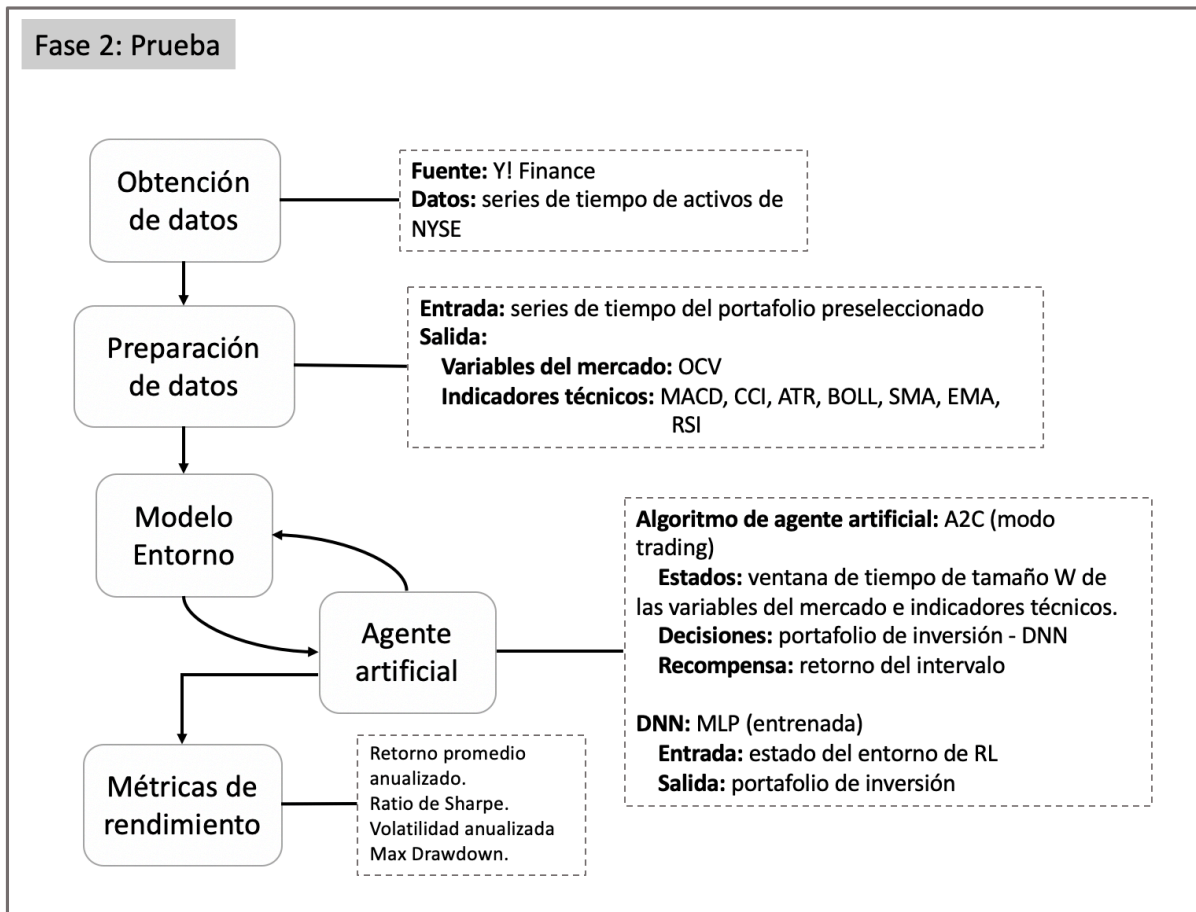 Fase 2: Prueba
Obtención
de datos
Fuente: Y! Finance
Datos: series de tiempo de activos de
NYSE
Preparación
de datos
Entrada: series de tiempo del portafolio preseleccionado
Salida:
Variables del mercado: OCV
Indicadores técnicos: MACD, CCI, ATR, BOLL, SMA, EMA,
RSI
Modelo
Entorno
Agente
artificial
Algoritmo de agente artificial: A2C (modo
trading)
Estados: ventana de tiempo de tamaño W de
las variables del mercado e indicadores técnicos.
Decisiones: portafolio de inversión - DNN
Recompensa: retorno del intervalo
DNN: MLP (entrenada)
Entrada: estado del entorno de RL
Salida: portafolio de inversión
Métricas de
rendimiento
Retorno promedio
anualizado.
Ratio de Sharpe.
Volatilidad anualizada
Max Drawdown.